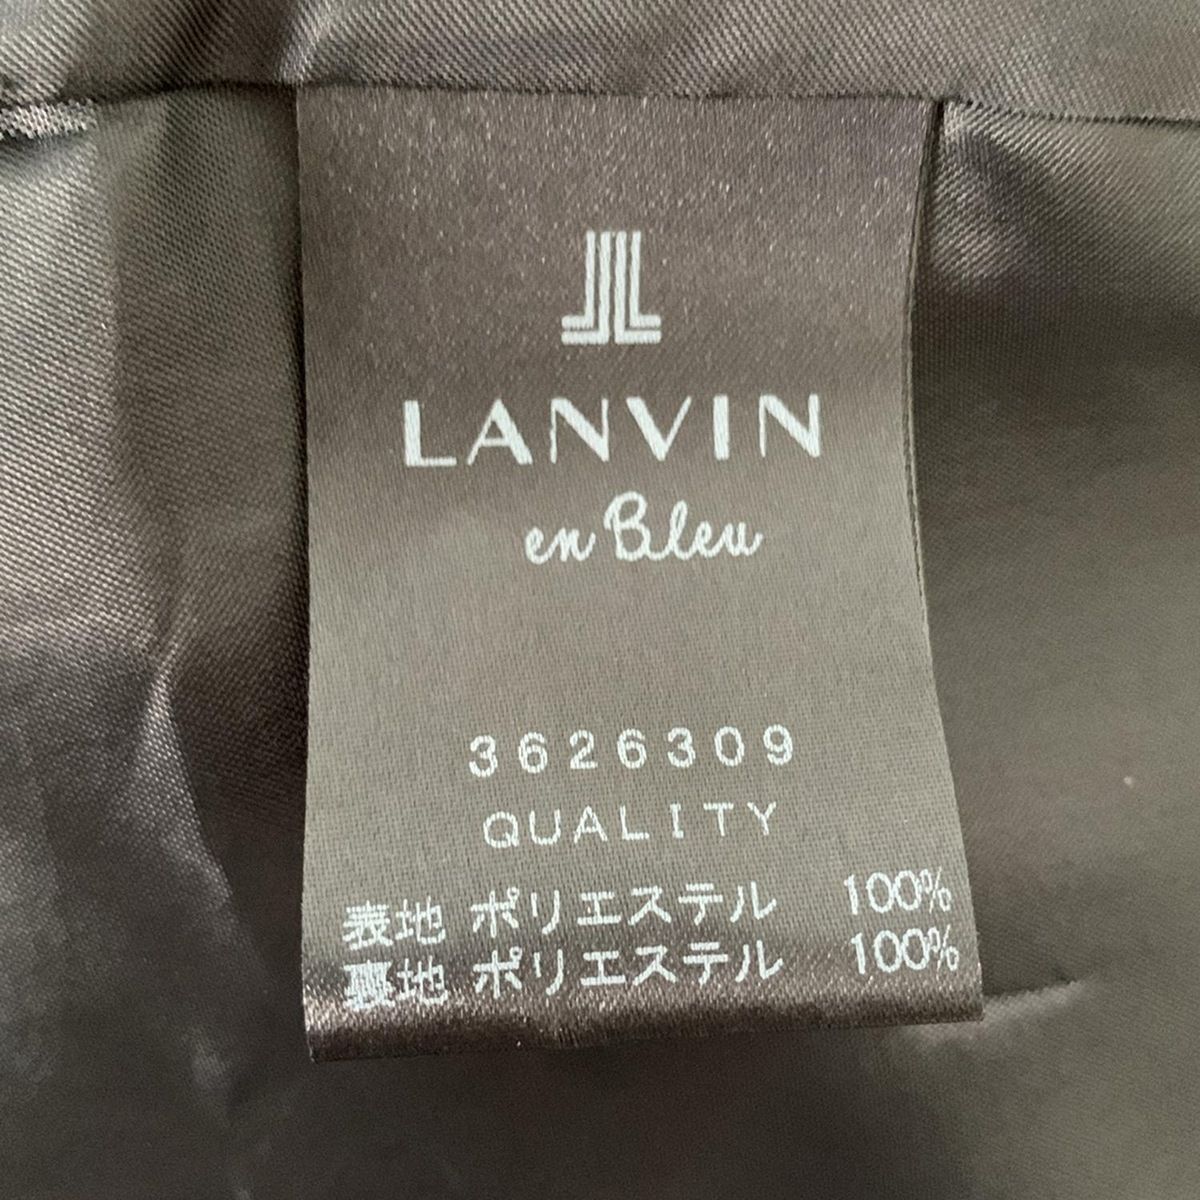 LANVIN
en Bleu
3626309
QUALITY
表地 ポリエステル 100%
裏地 ポリエステル 100%